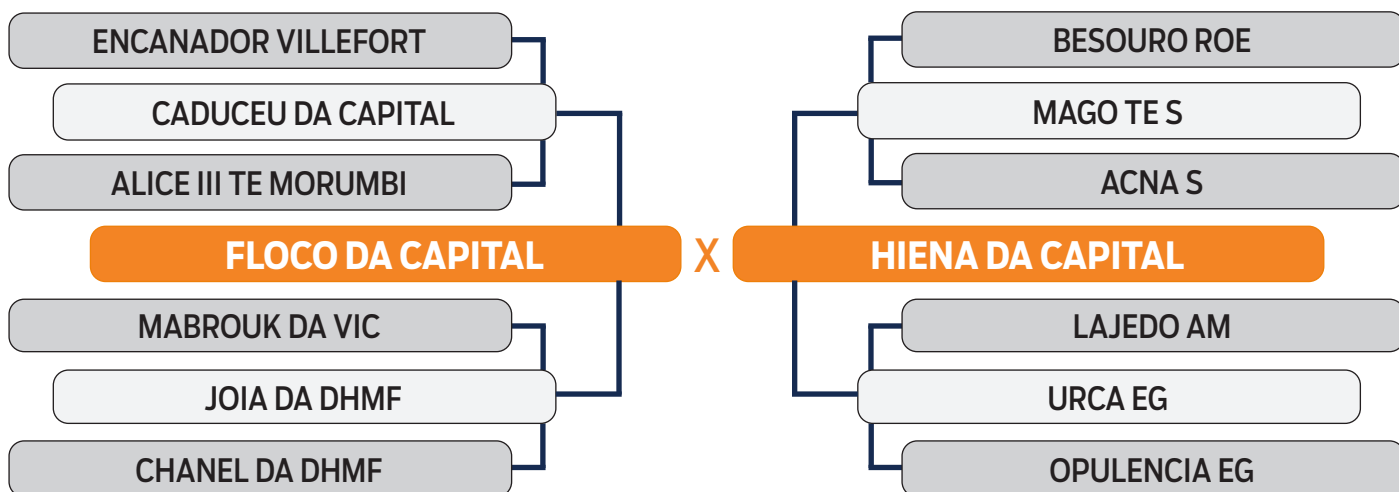 ENCANADOR VILLEFORT
CADUCEU DA CAPITAL
ALICE III TE MORUMBI
FLOCO DA CAPITAL
MABROUK DA VIC
JOIA DA DHMF
CHANEL DA DHMF
X
BESOURO ROE
MAGO TE S
ACNA S
HIENA DA CAPITAL
LAJEDO AM
URCA EG
OPULENCIA EG